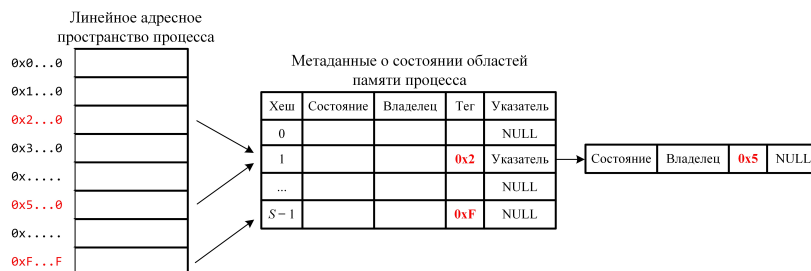 Линейное адресное
пространство процесса
0x0...0
0x1...0
0x2...0
0x3...0
0x.....
0x5...0
0x.....
0xF...F
Метаданные о состоянии областей
памяти процесса
Хеш Состояние Владелец Тег Указатель
0 NULL
1 0x2 Указатель
... NULL
S – 1 0xF NULL
Состояние Владелец 0x5 NULL